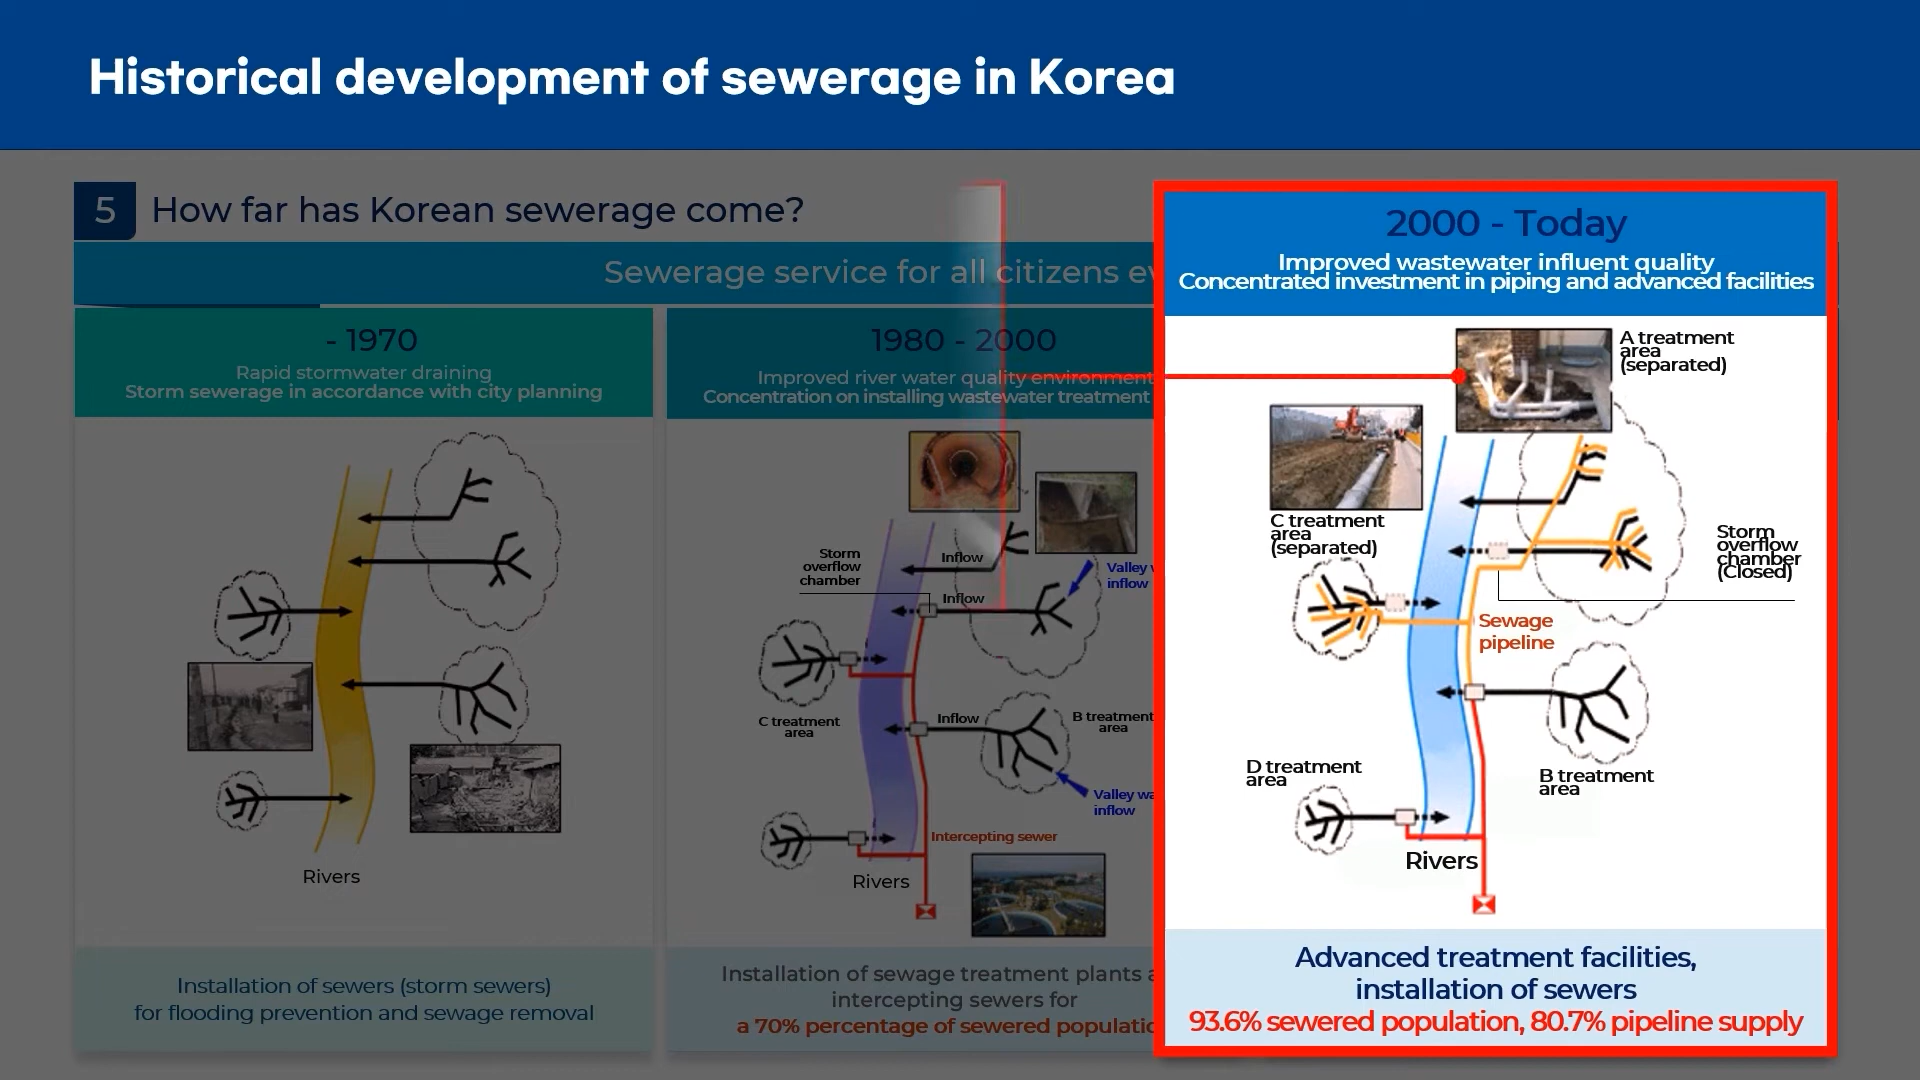 Historical development of sewerage in Korea
5 How far has Korean sewerage come?
Sewerage service for all citizens
- 1970
Rapid stormwater draining
Storm sewerage in accordance with city planning
Rivers
Installation of sewers (storm sewers)
for flooding prevention and sewage removal
1980 - 2000
Improved river water quality environment
Concentration on installing wastewater treatment
Storm
overflow
chamber
Inflow
Inflow
Valley
inflow
C treatment
area
Inflow
B treatment
area
Valley
inflow
Intercepting sewer
Rivers
Installation of sewage treatment plants
intercepting sewers for
a 70% percentage of sewered
2000 - Today
Improved wastewater influent quality
Concentrated investment in piping and advanced facilities
A treatment
area
(separated)
C treatment
area
(separated)
Storm
overflow
chamber
(Closed)
Sewage
pipeline
D treatment
area
B treatment
area
Rivers
Advanced treatment facilities,
installation of sewers
93.6% sewered population, 80.7% pipeline supply